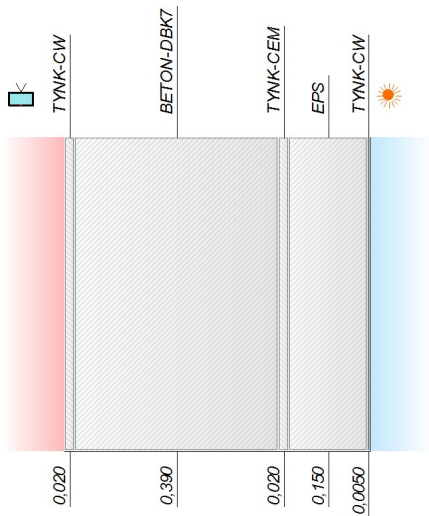 TYNK-CW
BETON-DBK7
TYNK-CEM
EPS
TYNK-CW
0,020
0,390
0,020
0,150
0,0050